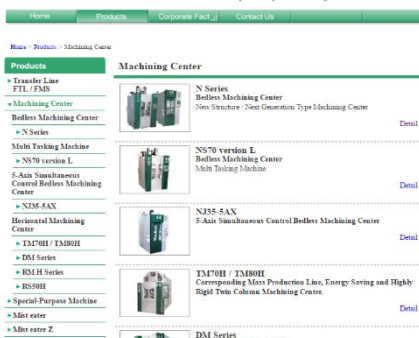 Home
Products
Corporate Fact
Contact Us
Home > Products > Machining Center
Products
Transfer Line
FTL / FMS
Machining Center
Bedless Machining Center
N Series
Multi Tasking Machine
NS70 version L
5-Axis Simultaneous
Control Bedless Machining
Center
NJ35-5AX
Horizontal Machining
Center
TM70H / TM80H
DM Series
RM H Series
RS50H
Special-Purpose Machine
Mist eater
Mist eater Z
Machining Center
N Series
Bedless Machining Center
New Structure / Next Generation Type Machining Center
Detail
NS70 version L
Bedless Machining Center
Multi Tasking Machine
Detail
NJ35-5AX
5-Axis Simultaneous Control Bedless Machining Center
Detail
TM70H / TM80H
Corresponding Mass Production Line, Energy Saving and Highly
Rigid Twin Column Machining Center.
Detail
DM Series